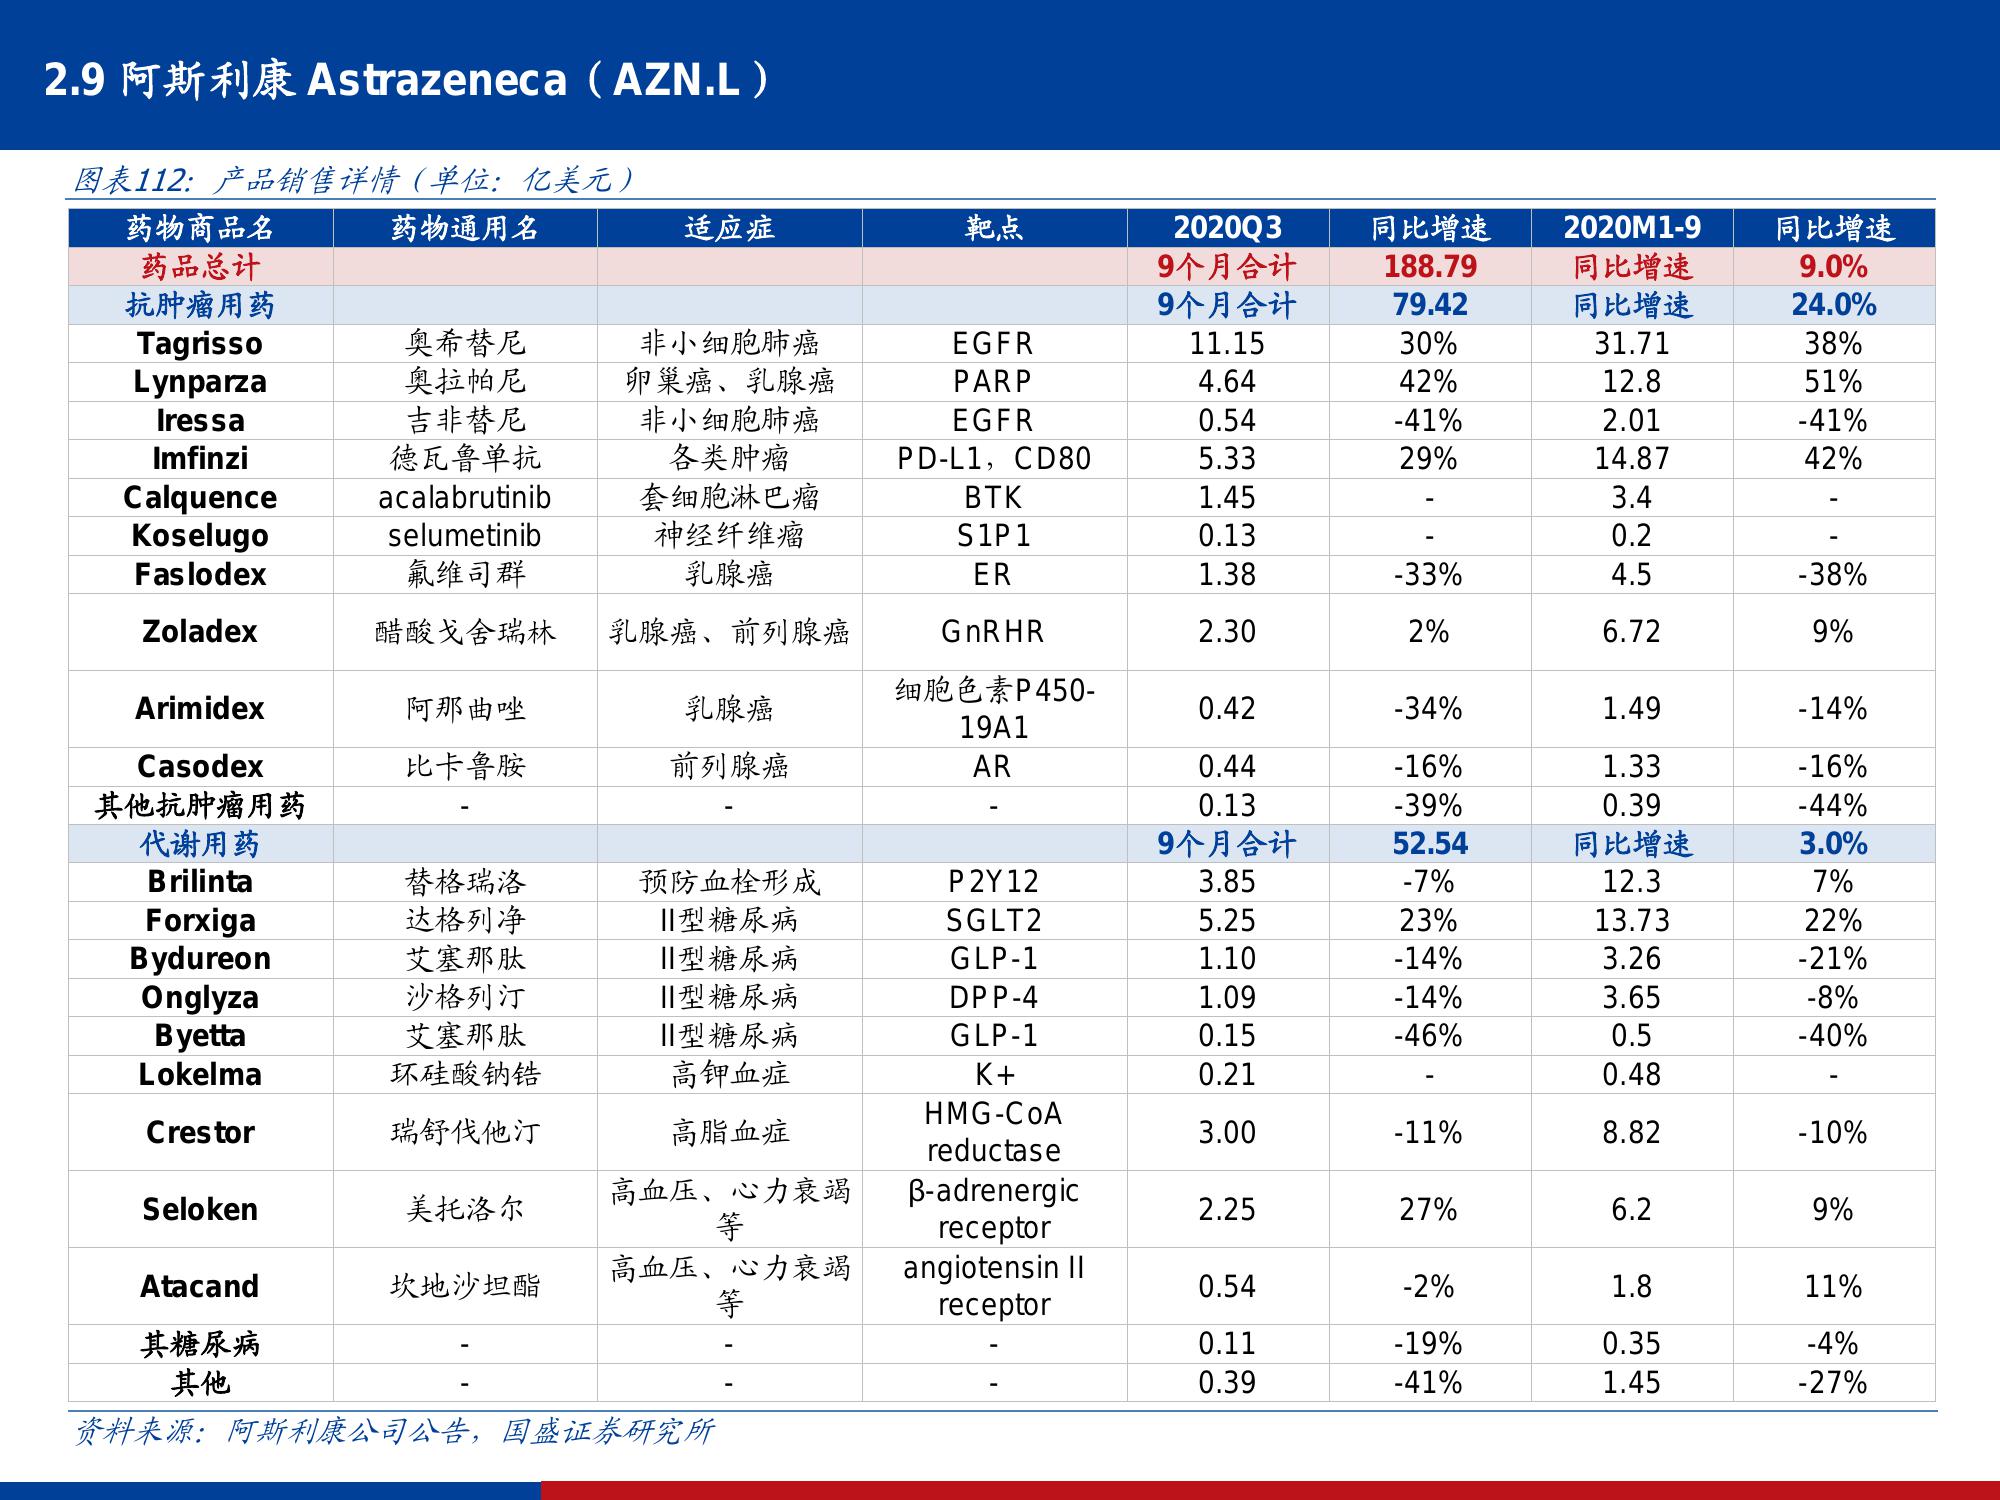 2.9 阿斯利康 Astrazeneca（AZN.L）
图表112：产品销售详情（单位：亿美元）
药物商品名 药物通用名 适应症 靶点 2020Q3 同比增速 2020M1-9 同比增速
药品总计 9个月合计 188.79 同比增速 9.0%
抗肿瘤用药 9个月合计 79.42 同比增速 24.0%
Tagrisso 奥希替尼 非小细胞肺癌 EGFR 11.15 30% 31.71 38%
Lynparza 奥拉帕尼 卵巢癌、乳腺癌 PARP 4.64 42% 12.8 51%
Iressa 吉非替尼 非小细胞肺癌 EGFR 0.54 -41% 2.01 -41%
Imfinzi 德瓦鲁单抗 各类肿瘤 PD-L1，CD80 5.33 29% 14.87 42%
Calquence acalabrutinib 套细胞淋巴瘤 BTK 1.45 - 3.4 -
Koselugo selumetinib 神经纤维瘤 S1P1 0.13 - 0.2 -
Faslodex 氟维司群 乳腺癌 ER 1.38 -33% 4.5 -38%
Zoladex 醋酸戈舍瑞林 乳腺癌、前列腺癌 GnRHR 2.30 2% 6.72 9%
Arimidex 阿那曲唑 乳腺癌 细胞色素P450-
19A1 0.42 -34% 1.49 -14%
Casodex 比卡鲁胺 前列腺癌 AR 0.44 -16% 1.33 -16%
其他抗肿瘤用药 - - - 0.13 -39% 0.39 -44%
代谢用药 9个月合计 52.54 同比增速 3.0%
Brilinta 替格瑞洛 预防血栓形成 P2Y12 3.85 -7% 12.3 7%
Forxiga 达格列净 II型糖尿病 SGLT2 5.25 23% 13.73 22%
Bydureon 艾塞那肽 II型糖尿病 GLP-1 1.10 -14% 3.26 -21%
Onglyza 沙格列汀 II型糖尿病 DPP-4 1.09 -14% 3.65 -8%
Byetta 艾塞那肽 II型糖尿病 GLP-1 0.15 -46% 0.5 -40%
Lokelma 环硅酸钠锆 高钾血症 K+ 0.21 - 0.48 -
Crestor 瑞舒伐他汀 高脂血症 HMG-CoA
reductase 3.00 -11% 8.82 -10%
Seloken 美托洛尔 高血压、心力衰竭
等 β-adrenergic
receptor 2.25 27% 6.2 9%
Atacand 坎地沙坦酯 高血压、心力衰竭
等 angiotensin II
receptor 0.54 -2% 1.8 11%
其糖尿病 - - - 0.11 -19% 0.35 -4%
其他 - - - 0.39 -41% 1.45 -27%
资料来源：阿斯利康公司公告，国盛证券研究所